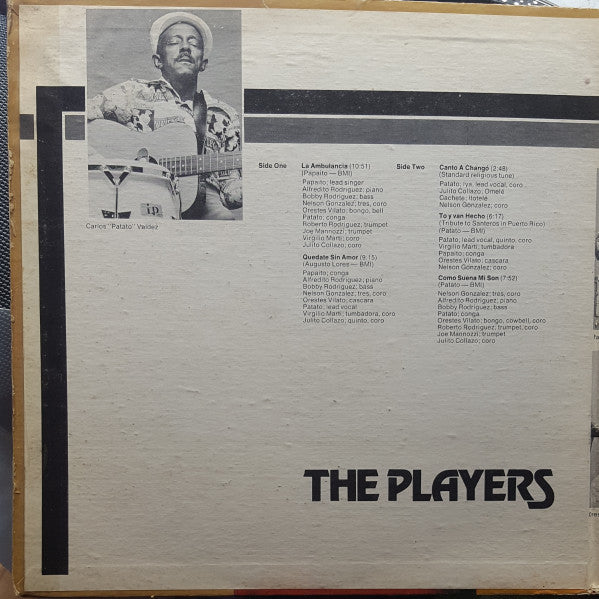 Carlos "Patato" Valdez
Side One
La Ambulancia (10:51)
(Papaito — BMI)
Papaito; lead singer
Alfredito Rodriguez; piano
Bobby Rodriguez; bass
Nelson Gonzalez; tres, coro
Orestes Vilato; bongo, bell
Patato; conga
Roberto Rodriguez; trumpet
Joe Mannozzi; trumpet
Virgilio Marti; coro
Julito Collazo; coro
Quedate Sin Amor (9:15)
(Augusto Lores — BMI)
Papaito; conga
Alfredito Rodriguez; piano
Bobby Rodriguez; bass
Nelson Gonzalez; tres, coro
Orestes Vilato; cascara
Patato; lead vocal
Virgilio Marti; tumbadora, coro
Julito Collazo; quinto, coro
Side Two
Canto A Changó (2:48)
(Standard religious tune)
Patato; iya, lead vocal, coro
Julito Collazo; Omelé
Cachete; Itotele
Nelson Gonzalez; coro
To y van Hecho (6:17)
(Tribute to Santeros in Puerto Rico)
(Patato — BMI)
Patato; lead vocal, quinto, coro
Virgilio Marti; tumbadora
Papaito; conga
Orestes Vilato; cascara
Nelson Gonzalez; coro
Como Suena Mi Son (7:52)
(Patato — BMI)
Nelson Gonzalez; tres, coro
Alfredito Rodriguez; piano
Bobby Rodriguez; bass
Patato; conga
Orestes Vilato; bongo, cowbell, coro
Roberto Rodriguez; trumpet, coro
Joe Mannozzi; trumpet
Julito Collazo; coro
THE PLAYERS